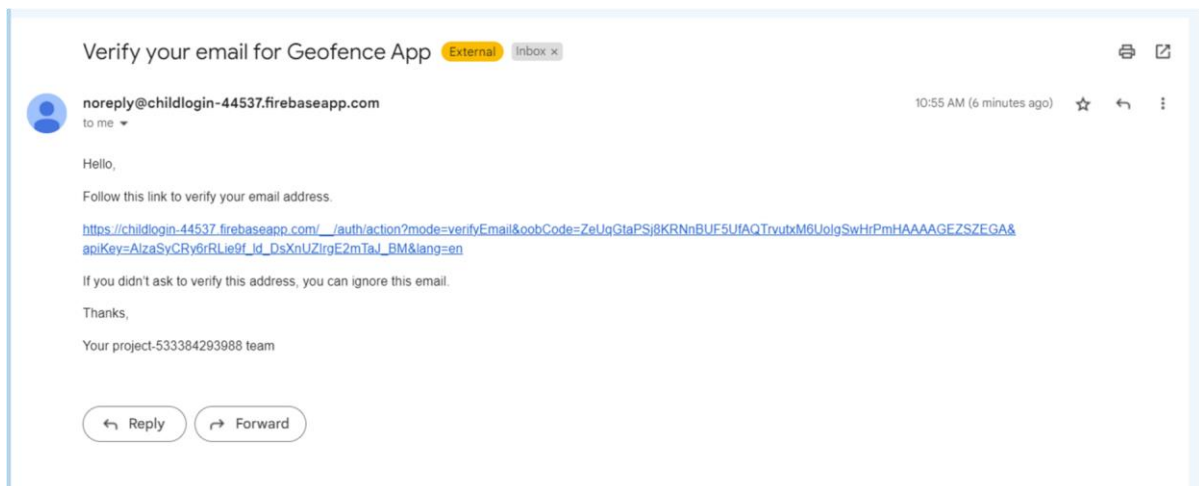 Verify your email for Geofence App External Inbox ×
noreply@childlogin-44537.firebaseapp.com 10:55 AM (6 minutes ago)
to me
Hello,
Follow this link to verify your email address.
https://childlogin-44537.firebaseapp.com/__/auth/action?mode=verifyEmail&oobCode=ZeUqGtaPSj8KRNnBUF5UfAQTrvutxM6UoIgSwHrPmHAAAAGEZSZEGA&
apiKey=AIzaSyCRy6rRLie9f_Id_DsXnUZIrgE2mTaJ_BM&lang=en
If you didn't ask to verify this address, you can ignore this email.
Thanks,
Your project-533384293988 team
Reply Forward